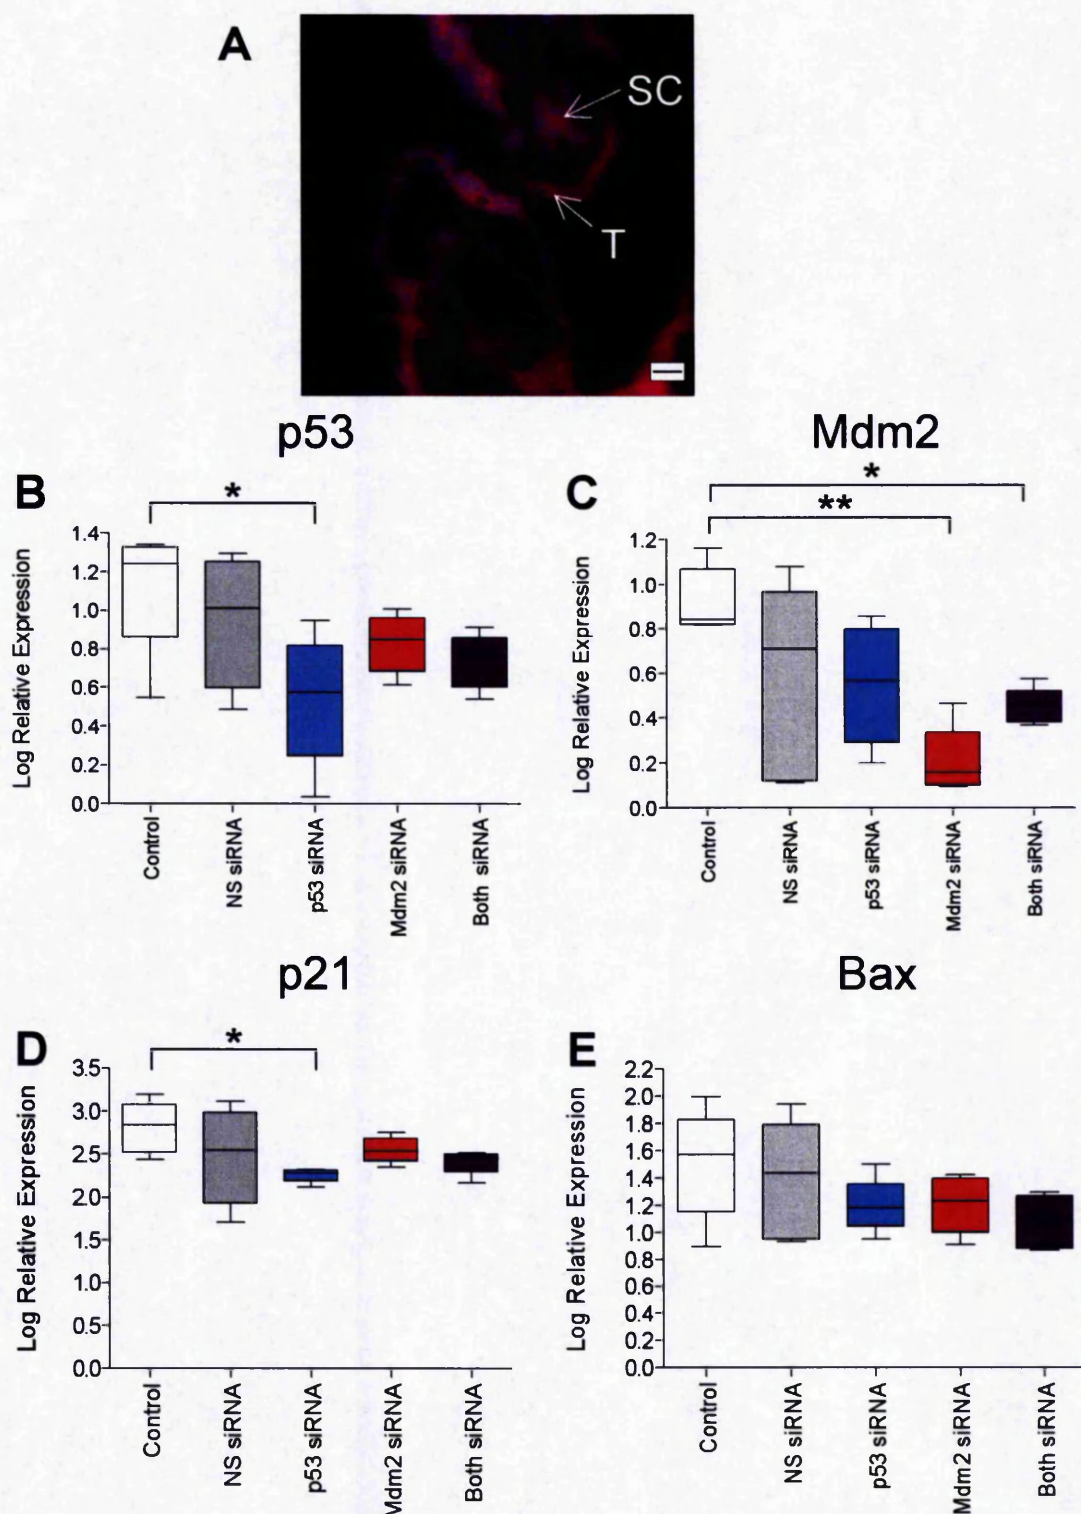 A
SC
T
p53
Mdm2
B
*
Log Relative Expression
1.4
1.2
1.0
0.8
0.6
0.4
0.2
0.0
Control
NS siRNA
p53 siRNA
Mdm2 siRNA
Both siRNA
C
*
**
Log Relative Expression
1.2
1.0
0.8
0.6
0.4
0.2
0.0
Control
NS siRNA
p53 siRNA
Mdm2 siRNA
Both siRNA
p21
Bax
D
*
Log Relative Expression
3.5
3.0
2.5
2.0
1.5
1.0
0.5
0.0
Control
NS siRNA
p53 siRNA
Mdm2 siRNA
Both siRNA
E
Log Relative Expression
2.2
2.0
1.8
1.6
1.4
1.2
1.0
0.8
0.6
0.4
0.2
0.0
Control
NS siRNA
p53 siRNA
Mdm2 siRNA
Both siRNA